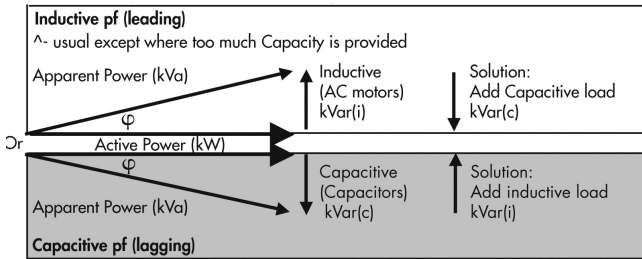 Inductive pf (leading)
^- usual except where too much Capacity is provided
Apparent Power (kVa)
φ
Inductive
(AC motors)
kVar(i)
Solution:
Add Capacitive load
kVar(c)
Or
Active Power (kW)
φ
Apparent Power (kVa)
Capacitive
(Capacitors)
kVar(c)
Solution:
Add inductive load
kVar(i)
Capacitive pf (lagging)